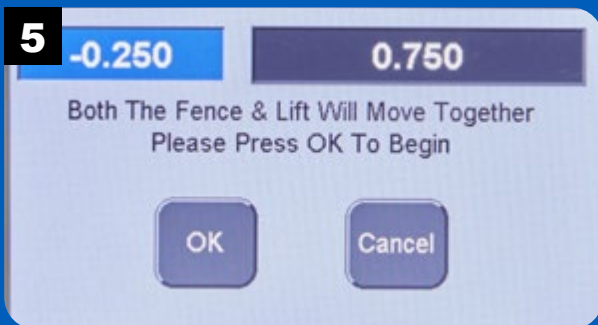 5
-0.250 0.750
Both The Fence & Lift Will Move Together
Please Press OK To Begin
OK Cancel